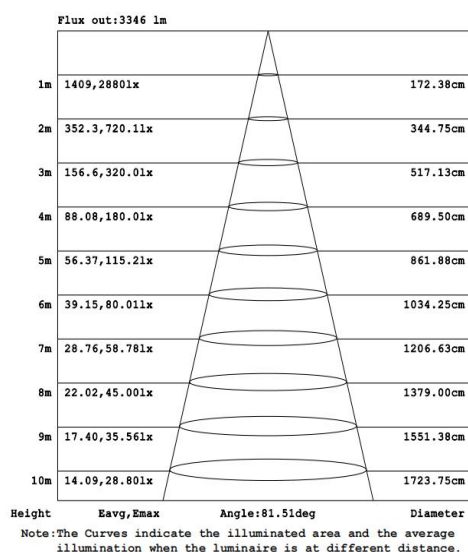 Flux out:3346 lm
1m 1409,2880lx 172.38cm
2m 352.3,720.1lx 344.75cm
3m 156.6,320.0lx 517.13cm
4m 88.08,180.0lx 689.50cm
5m 56.37,115.2lx 861.88cm
6m 39.15,80.01lx 1034.25cm
7m 28.76,58.78lx 1206.63cm
8m 22.02,45.00lx 1379.00cm
9m 17.40,35.56lx 1551.38cm
10m 14.09,28.80lx 1723.75cm
Height Eavg,Emax Angle:81.51deg Diameter
Note:The Curves indicate the illuminated area and the average
illumination when the luminaire is at different distance.